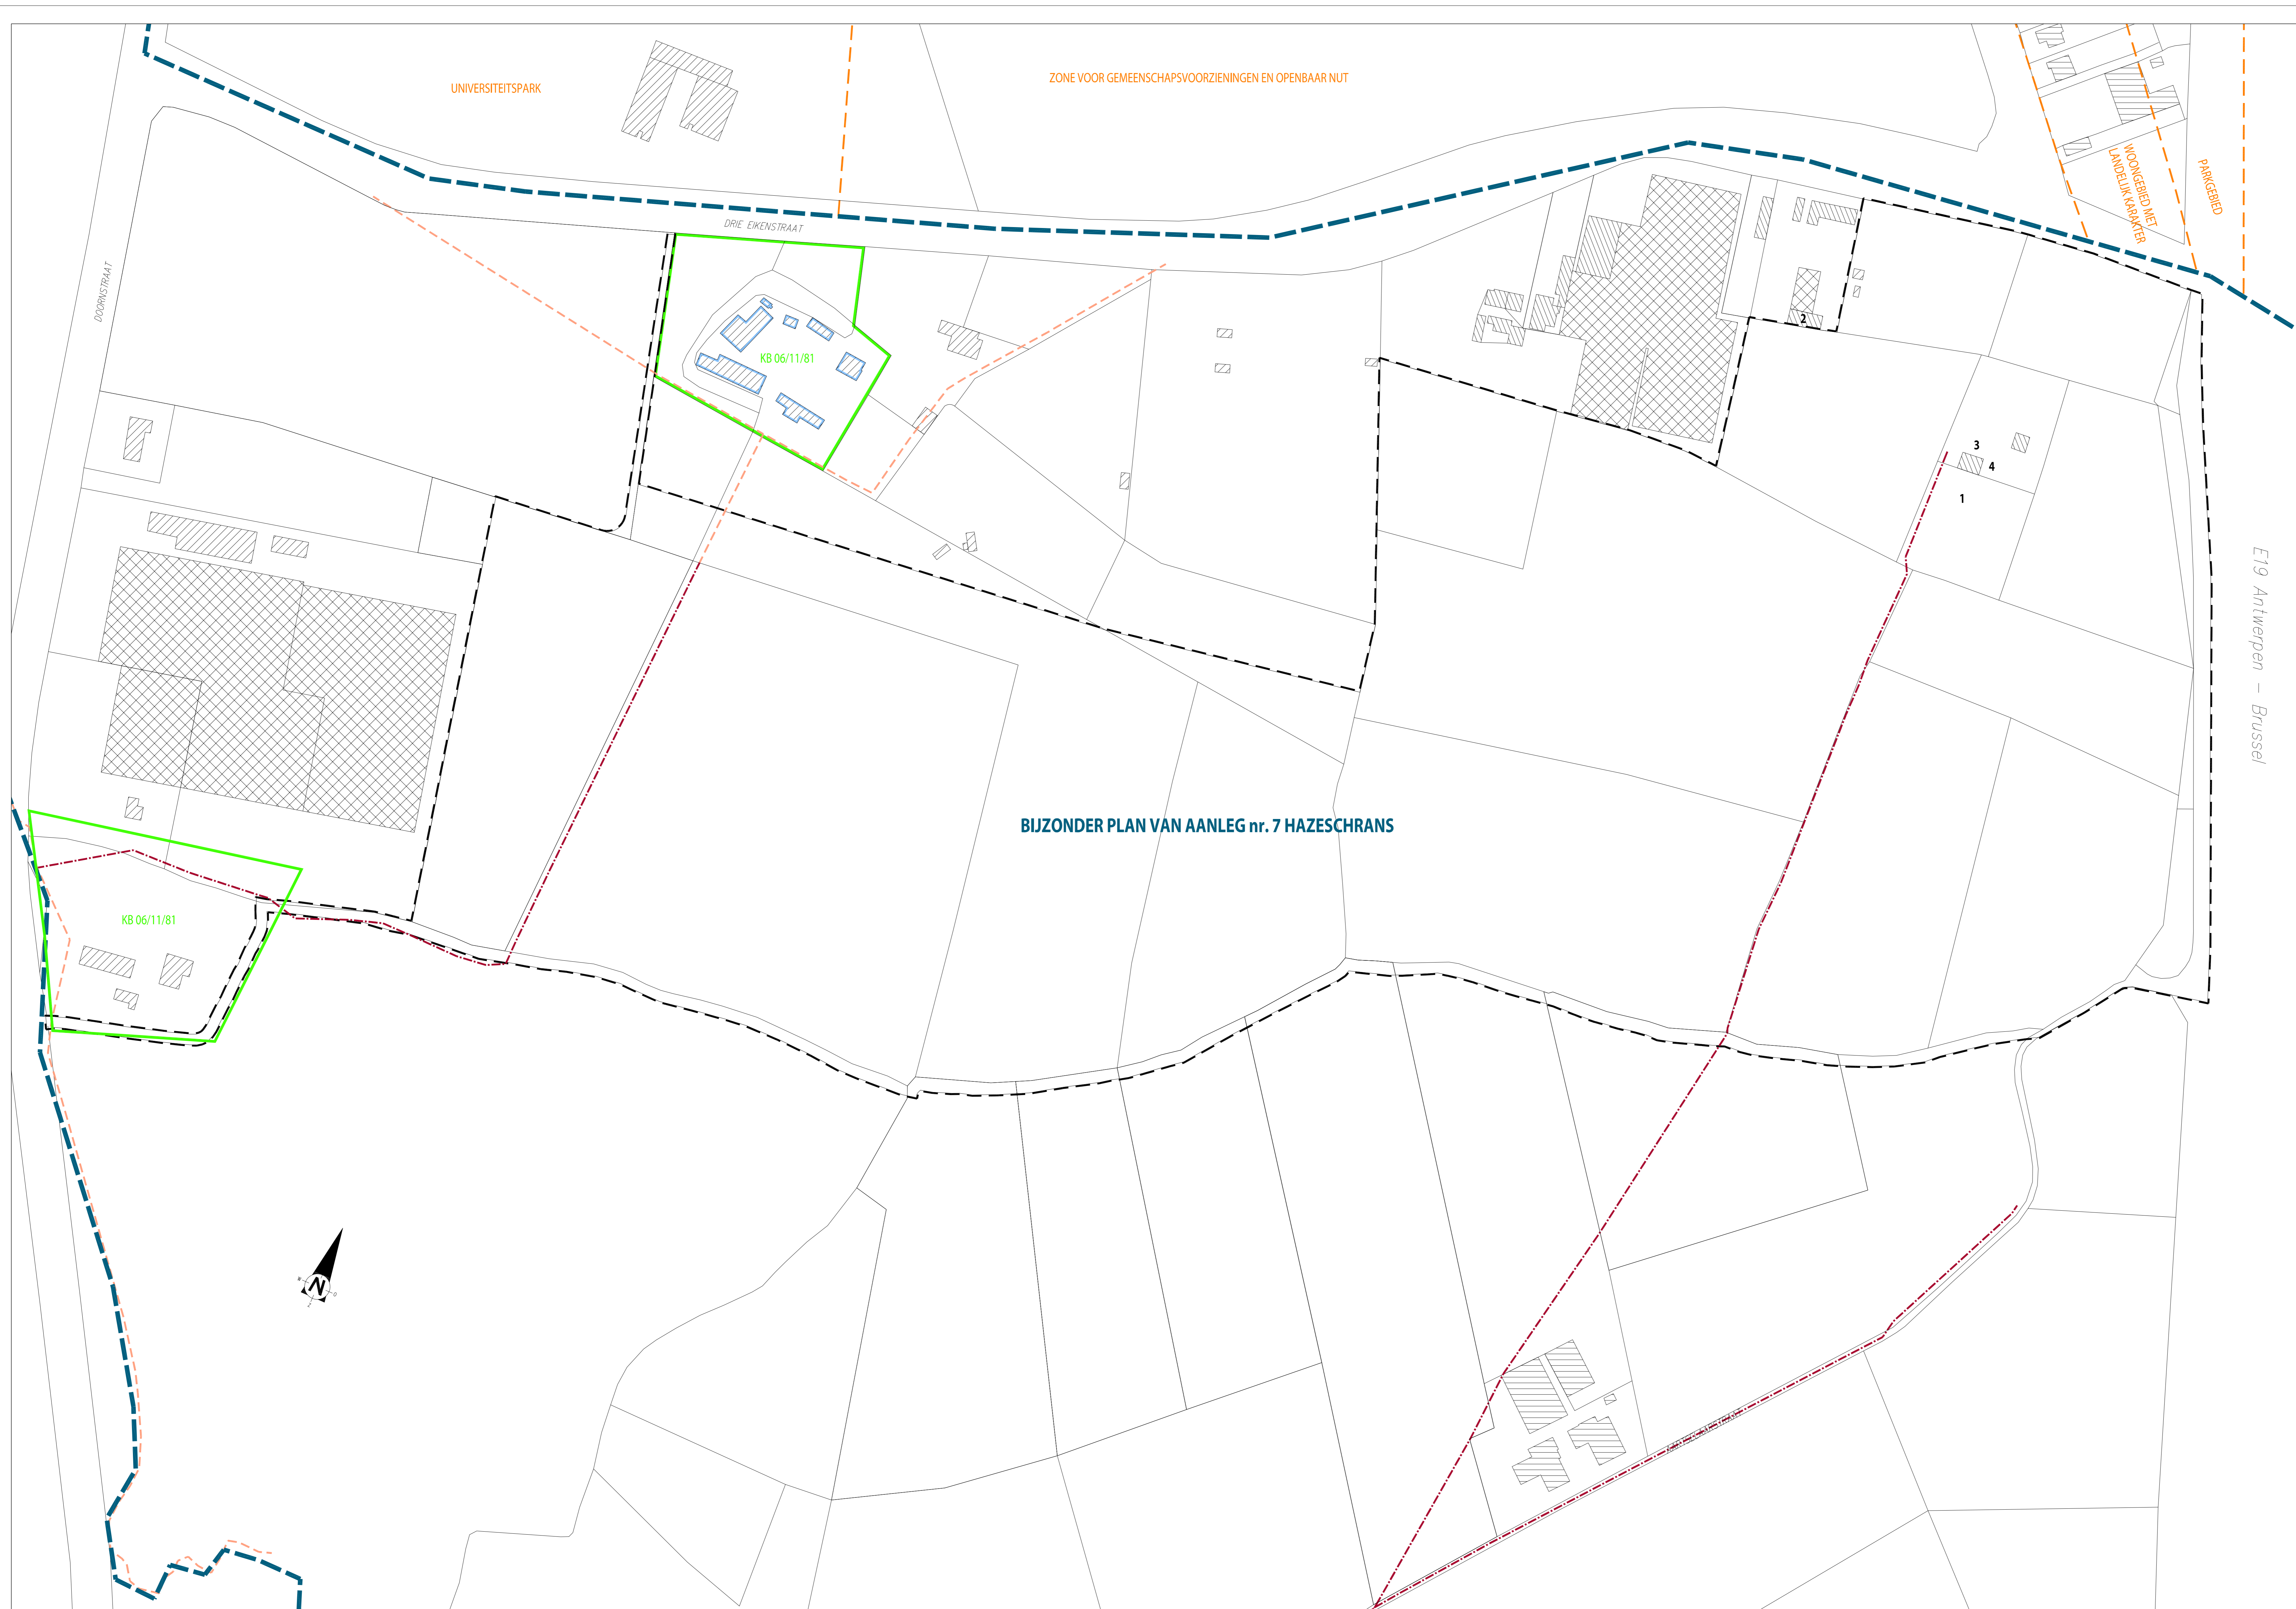 UNIVERSITEITSPARK
ZONE VOOR GEMEENSCHAPSVOORZIENINGEN EN OPENBAAR NUT
WOONGEBIED MET
LANDELIJK KARAKTER
PARKGEBIED
DRIE EIKENSTRAAT
DOORNSTRAAT
2
KB 06/11/81
3
4
1
E19 Antwerpen - Brussel
BIJZONDER PLAN VAN AANLEG nr. 7 HAZESCHRANS
KB 06/11/81
N